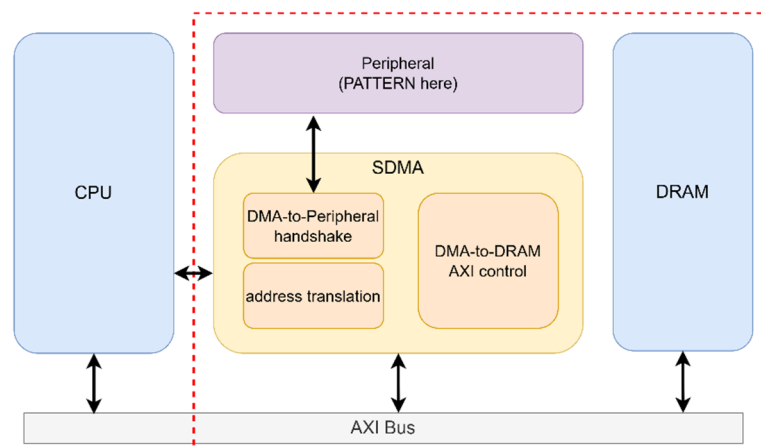 Peripheral
(PATTERN here)
CPU
SDMA
DMA-to-Peripheral
handshake
address translation
DMA-to-DRAM
AXI control
DRAM
AXI Bus